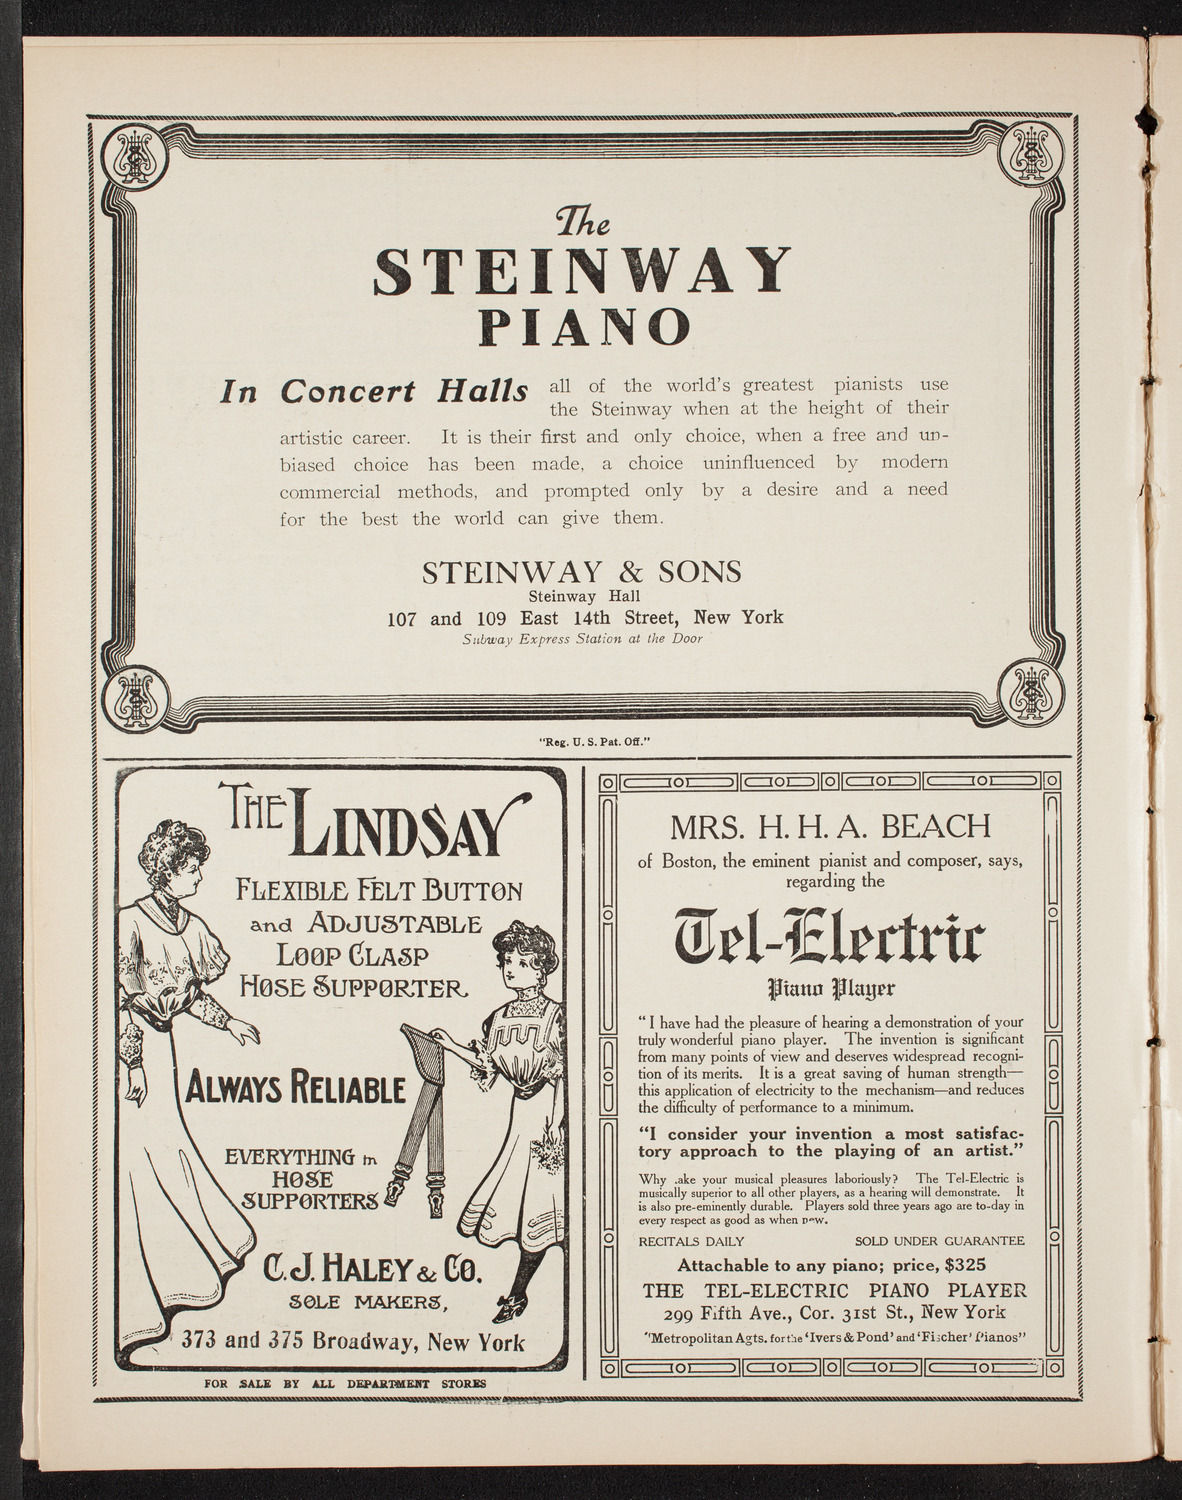 The
STEINWAY
PIANO
In Concert Halls all of the world's greatest pianists use
the Steinway when at the height of their
artistic career. It is their first and only choice, when a free and un-
biased choice has been made, a choice uninfluenced by modern
commercial methods, and prompted only by a desire and a need
for the best the world can give them.
STEINWAY & SONS
Steinway Hall
107 and 109 East 14th Street, New York
Subway Express Station at the Door
"Reg. U. S. Pat. Off."
THE LINDSAY
FLEXIBLE FELT BUTTON
and ADJUSTABLE
LOOP CLASP
HOSE SUPPORTER
ALWAYS RELIABLE
EVERYTHING in
HOSE
SUPPORTERS
C. J. HALEY & CO.
SOLE MAKERS,
373 and 375 Broadway, New York
FOR SALE BY ALL DEPARTMENT STORES
MRS. H. H. A. BEACH
of Boston, the eminent pianist and composer, says,
regarding the
Tel-Electric
Piano Player
"I have had the pleasure of hearing a demonstration of your
truly wonderful piano player. The invention is significant
from many points of view and deserves widespread recogni-
tion of its merits. It is a great saving of human strength—
this application of electricity to the mechanism—and reduces
the difficulty of performance to a minimum.
"I consider your invention a most satisfac-
tory approach to the playing of an artist."
Why .ake your musical pleasures laboriously? The Tel-Electric is
musically superior to all other players, as a hearing will demonstrate. It
is also pre-eminently durable. Players sold three years ago are to-day in
every respect as good as when new.
RECITALS DAILY SOLD UNDER GUARANTEE
Attachable to any piano; price, $325
THE TEL-ELECTRIC PIANO PLAYER
299 Fifth Ave., Cor. 31st St., New York
"Metropolitan Agts. for the 'Ivers & Pond' and 'Fischer' Pianos"